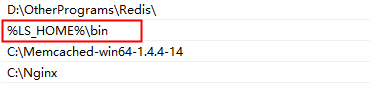 D:\OtherPrograms\Redis\
%LS_HOME%\bin
C:\Memcached-win64-1.4.4-14
C:\Nginx